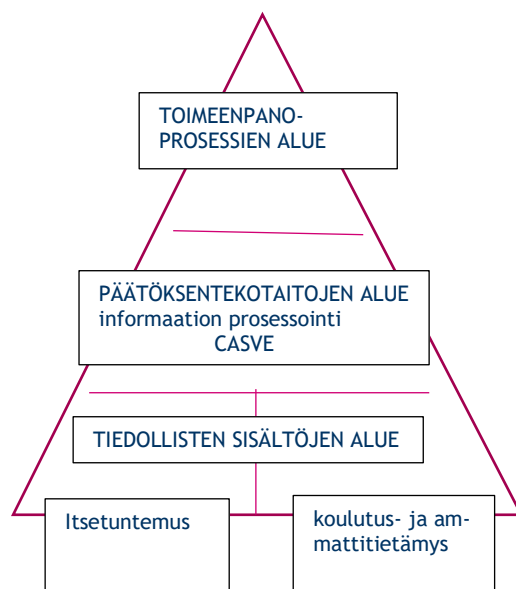 TOIMEENPANO-
PROSESSIEN ALUE
PÄÄTÖKSENTEKOTAITOJEN ALUE
informaation prosessointi
CASVE
TIEDOLLISTEN SISÄLTÖJEN ALUE
Itsetuntemus
koulutus- ja am-
mattitietämys